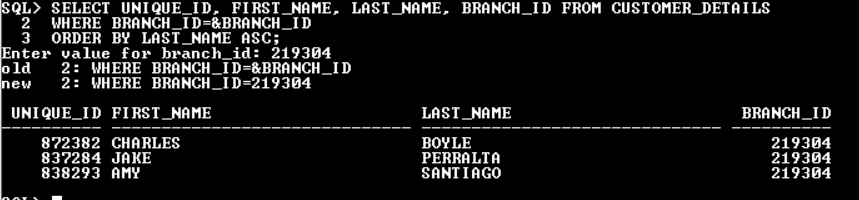 SQL> SELECT UNIQUE_ID, FIRST_NAME, LAST_NAME, BRANCH_ID FROM CUSTOMER_DETAILS
2 WHERE BRANCH_ID=&BRANCH_ID
3 ORDER BY LAST_NAME ASC;
Enter value for branch_id: 219304
old 2: WHERE BRANCH_ID=&BRANCH_ID
new 2: WHERE BRANCH_ID=219304
UNIQUE_ID FIRST_NAME LAST_NAME BRANCH_ID
---------- ------------------------------ ------------------------------ ----------
872382 CHARLES BOYLE 219304
837284 JAKE PERRALTA 219304
838293 AMY SANTIAGO 219304
SQL>